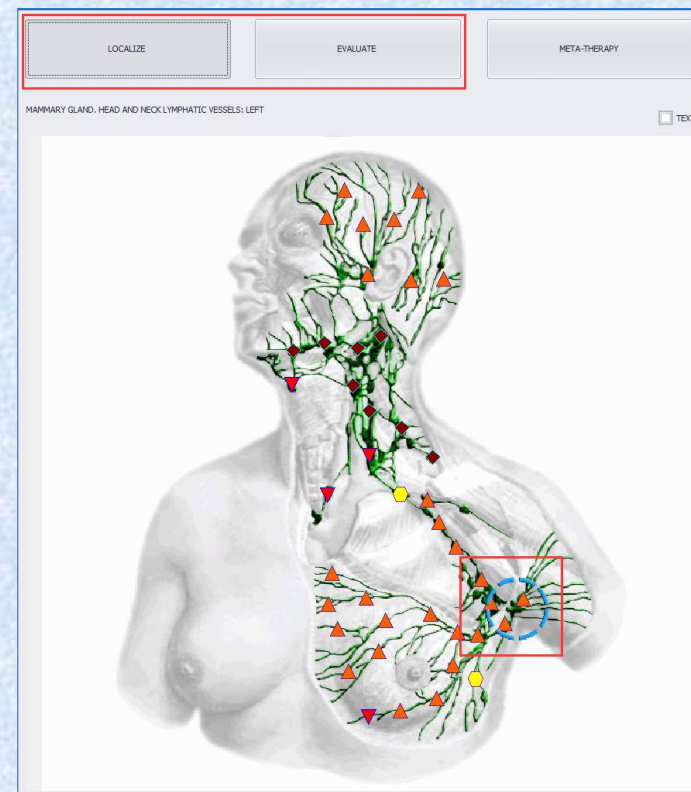 LOCALIZE
EVALUATE
META-THERAPY
MAMMARY GLAND. HEAD AND NECK LYMPHATIC VESSELS: LEFT